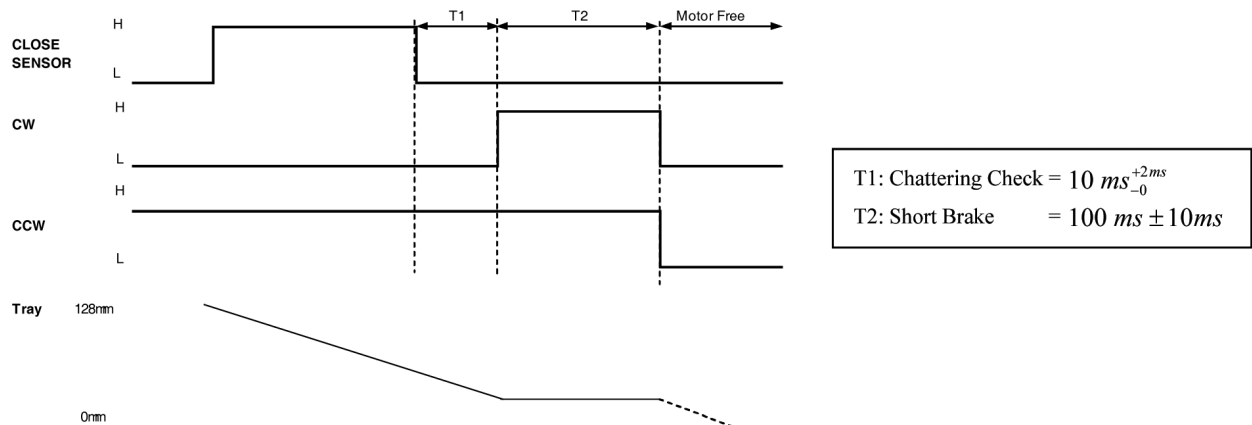 T1 T2 Motor Free
H
CLOSE
SENSOR
L
H
CW
L
H
CCW
L
Tray 128mm
0mm
T1: Chattering Check = 10 ms +2ms −0
T2: Short Brake = 100 ms ± 10ms